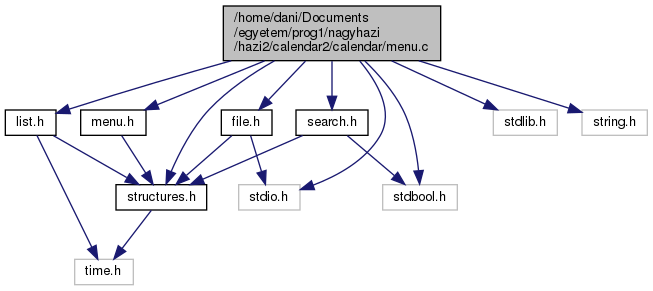 /home/dani/Documents
/egyetem/prog1/nagyhazi
/hazi2/calendar2/calendar/menu.c
list.h
menu.h
file.h
search.h
stdlib.h
string.h
structures.h
stdio.h
stdbool.h
time.h